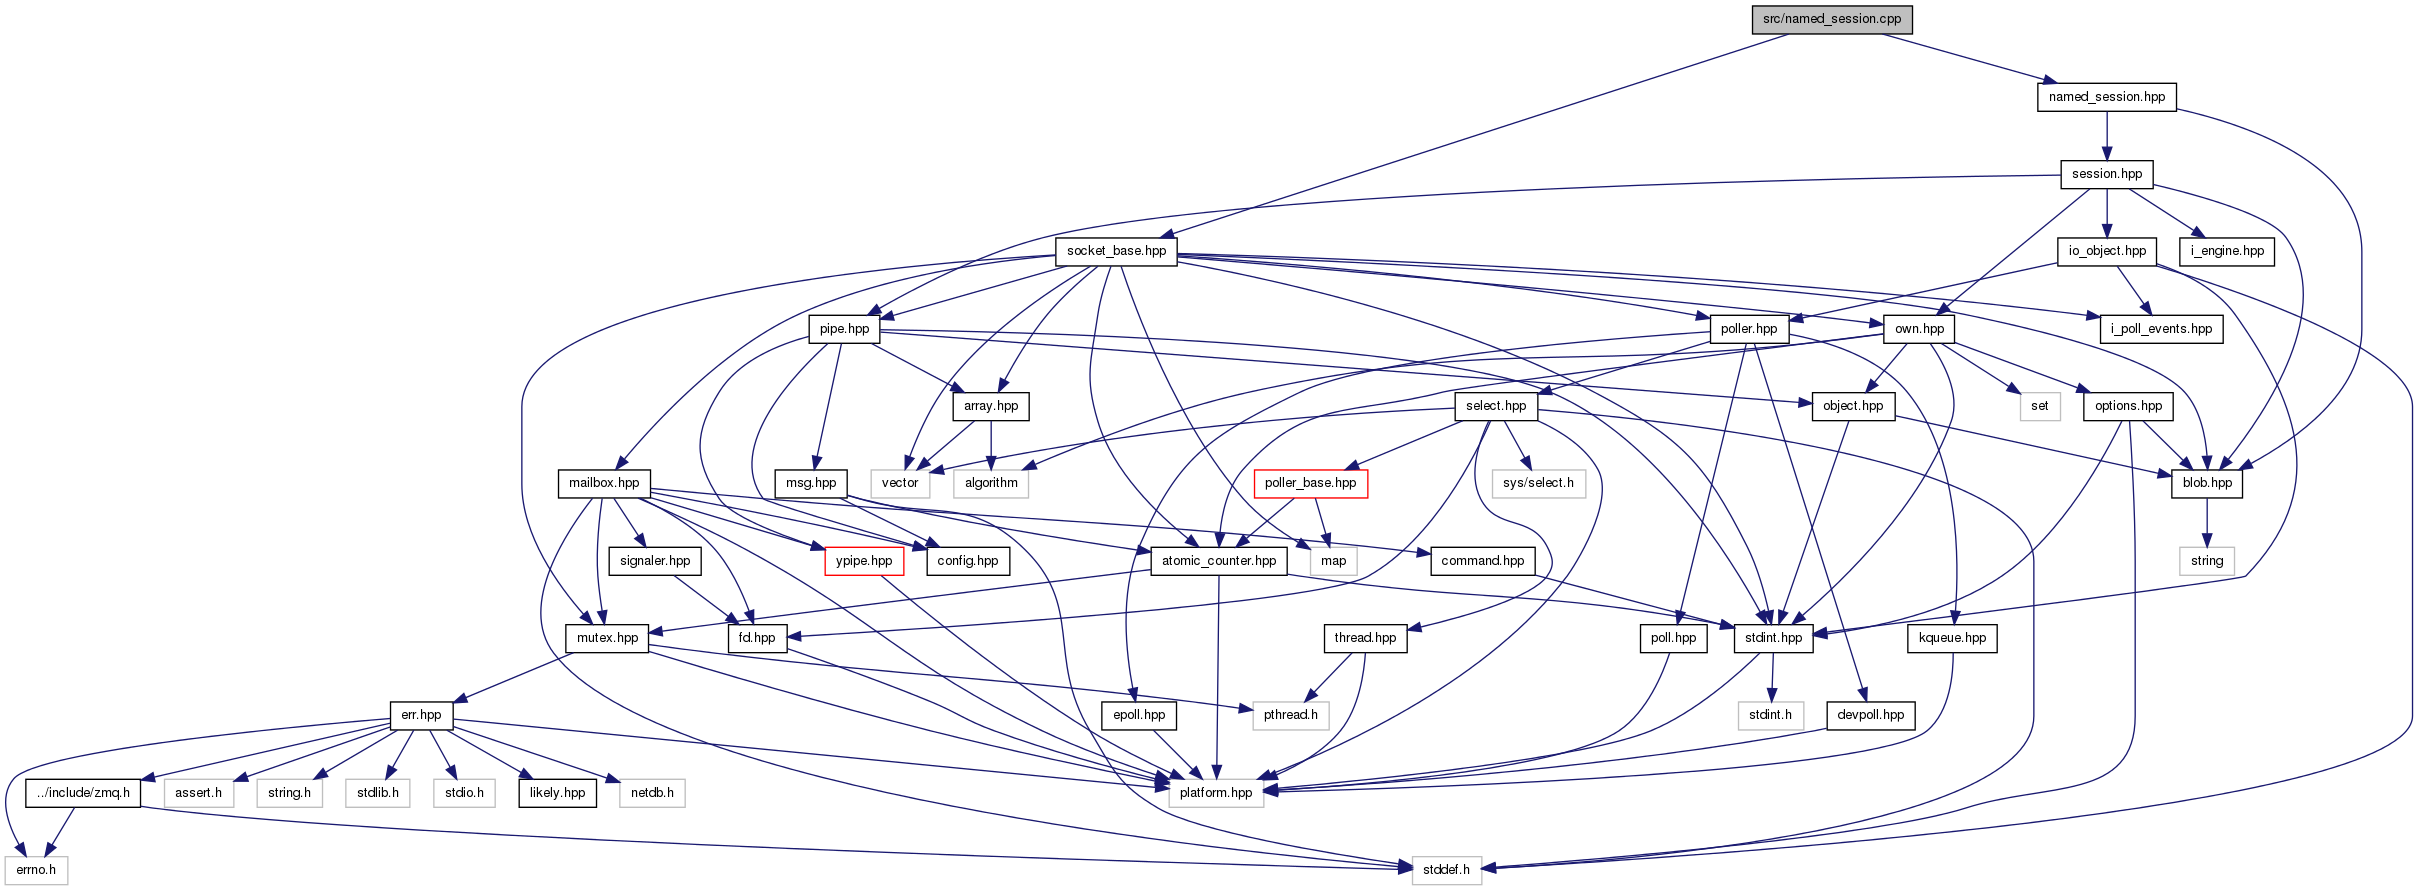 src/named_session.cpp
named_session.hpp
session.hpp
socket_base.hpp
io_object.hpp
i_engine.hpp
pipe.hpp
poller.hpp
own.hpp
i_poll_events.hpp
array.hpp
select.hpp
object.hpp
set
options.hpp
mailbox.hpp
msg.hpp
vector
algorithm
poller_base.hpp
sys/select.h
blob.hpp
signaler.hpp
ypipe.hpp
config.hpp
atomic_counter.hpp
map
command.hpp
string
mutex.hpp
fd.hpp
thread.hpp
poll.hpp
stdint.hpp
kqueue.hpp
err.hpp
epoll.hpp
pthread.h
stdint.h
devpoll.hpp
../include/zmq.h
assert.h
string.h
stdlib.h
stdio.h
likely.hpp
netdb.h
platform.hpp
errno.h
stddef.h